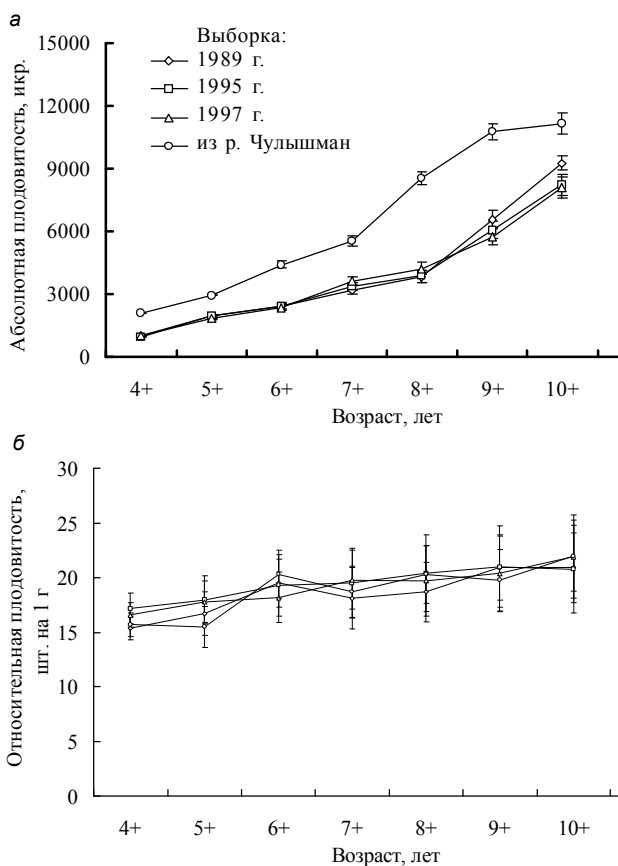 а
Выборка:
1989 г.
1995 г.
1997 г.
из р. Чулышман
Абсолютная плодовитость, икр.
15000
12000
9000
6000
3000
0
4+ 5+ 6+ 7+ 8+ 9+ 10+
Возраст, лет
б
Относительная плодовитость,
шт. на 1 г
30
25
20
15
10
5
0
4+ 5+ 6+ 7+ 8+ 9+ 10+
Возраст, лет